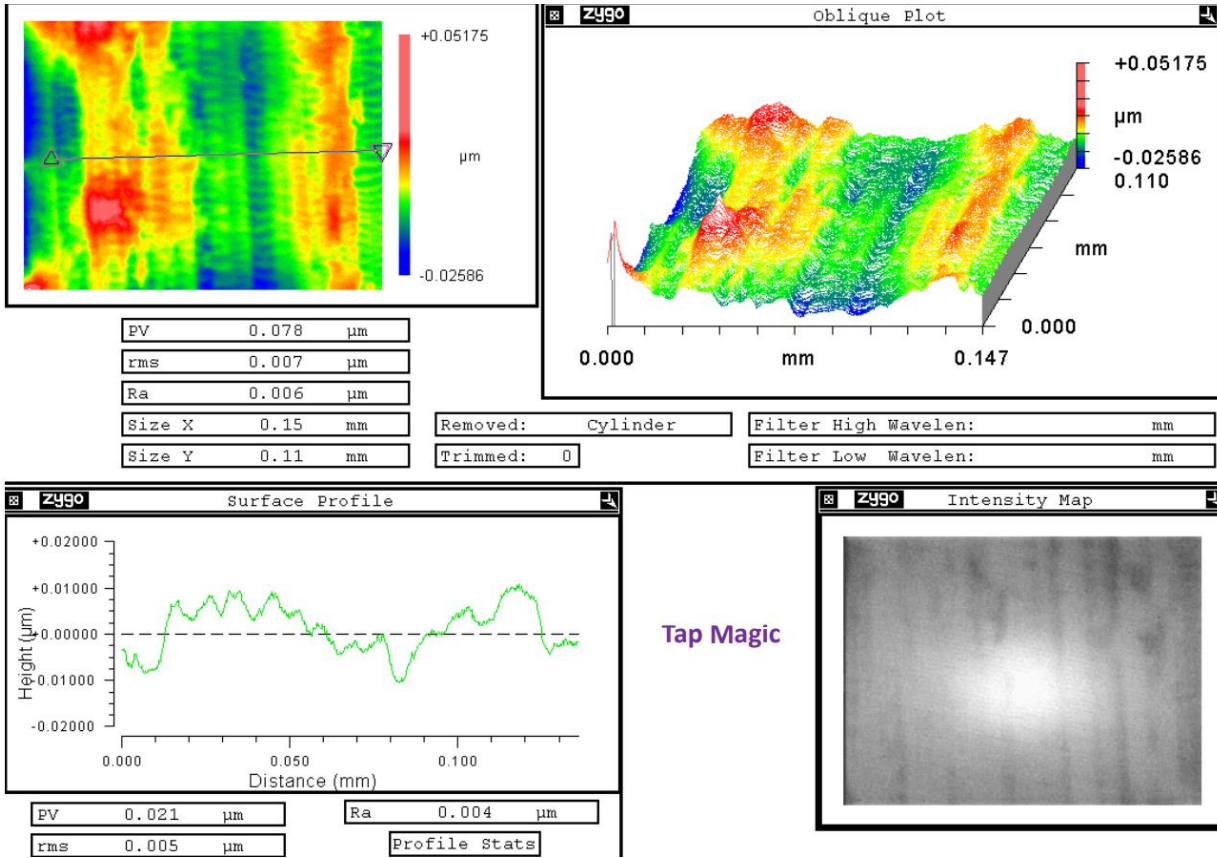 +0.05175
µm
-0.02586
zygo Oblique Plot
+0.05175
µm
-0.02586
0.110
mm
0.000
0.000 mm 0.147
PV 0.078 µm
rms 0.007 µm
Ra 0.006 µm
Size X 0.15 mm
Size Y 0.11 mm
Removed: Cylinder
Trimmed: 0
Filter High Wavelen: mm
Filter Low Wavelen: mm
zygo Surface Profile
+0.02000
+0.01000
+0.00000
-0.01000
-0.02000
Height (µm)
0.000 0.050 0.100
Distance (mm)
PV 0.021 µm
rms 0.005 µm
Ra 0.004 µm
Profile Stats
Tap Magic
zygo Intensity Map